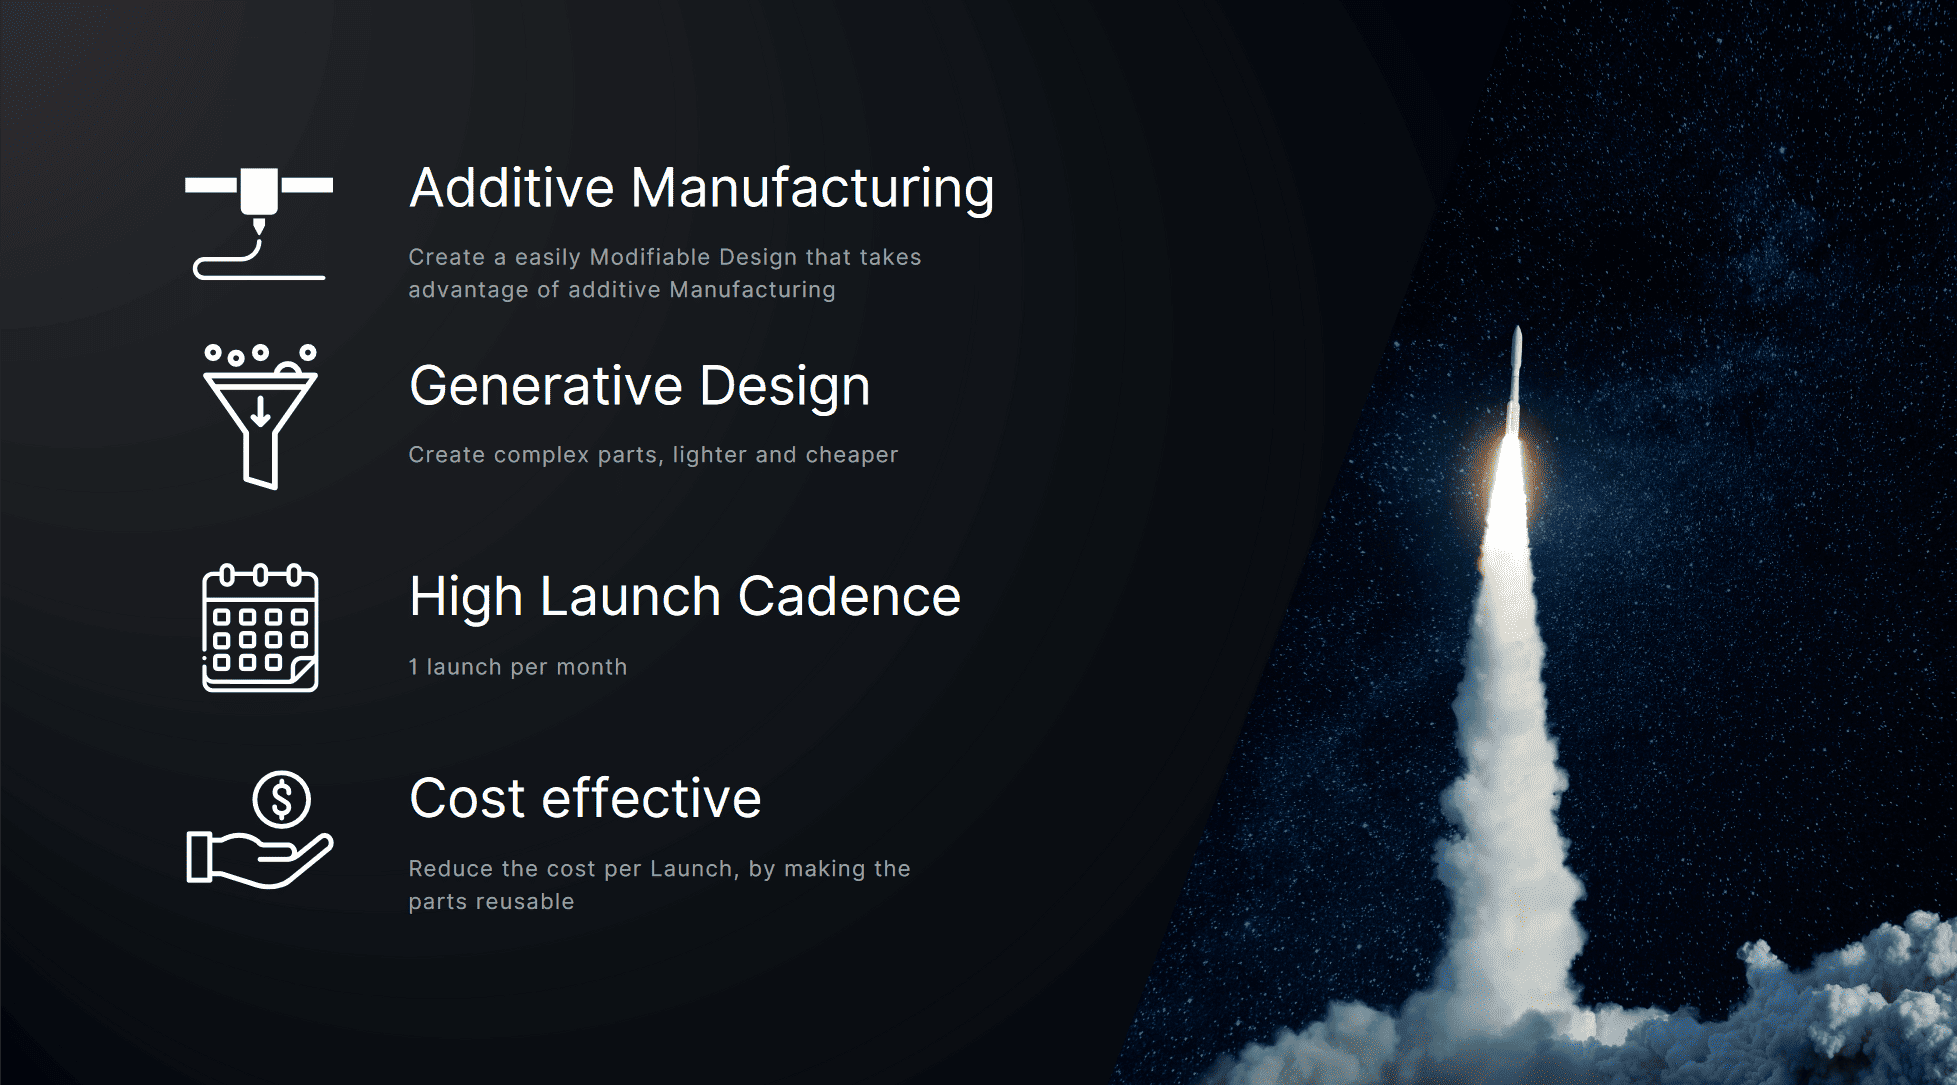 Additive Manufacturing
Create a easily Modifiable Design that takes
advantage of additive Manufacturing
Generative Design
Create complex parts, lighter and cheaper
High Launch Cadence
1 launch per month
$
Cost effective
Reduce the cost per Launch, by making the
parts reusable